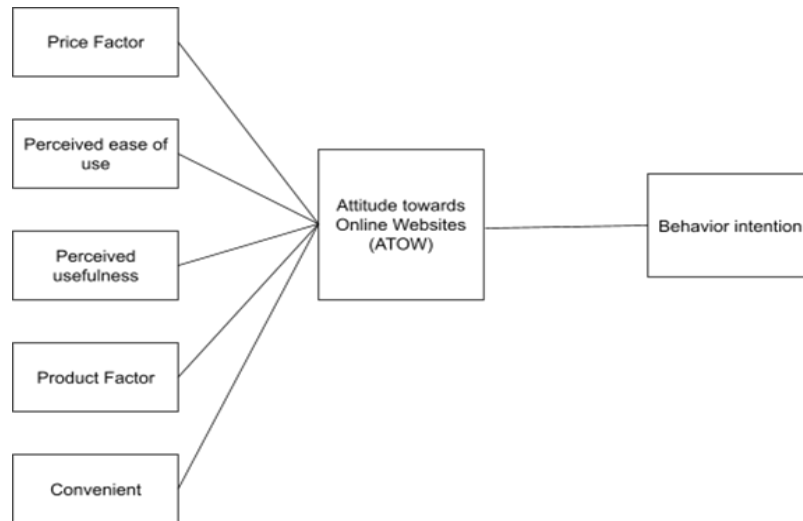 Price Factor
Perceived ease of
use
Perceived
usefulness
Product Factor
Convenient
Attitude towards
Online Websites
(ATOW)
Behavior intention